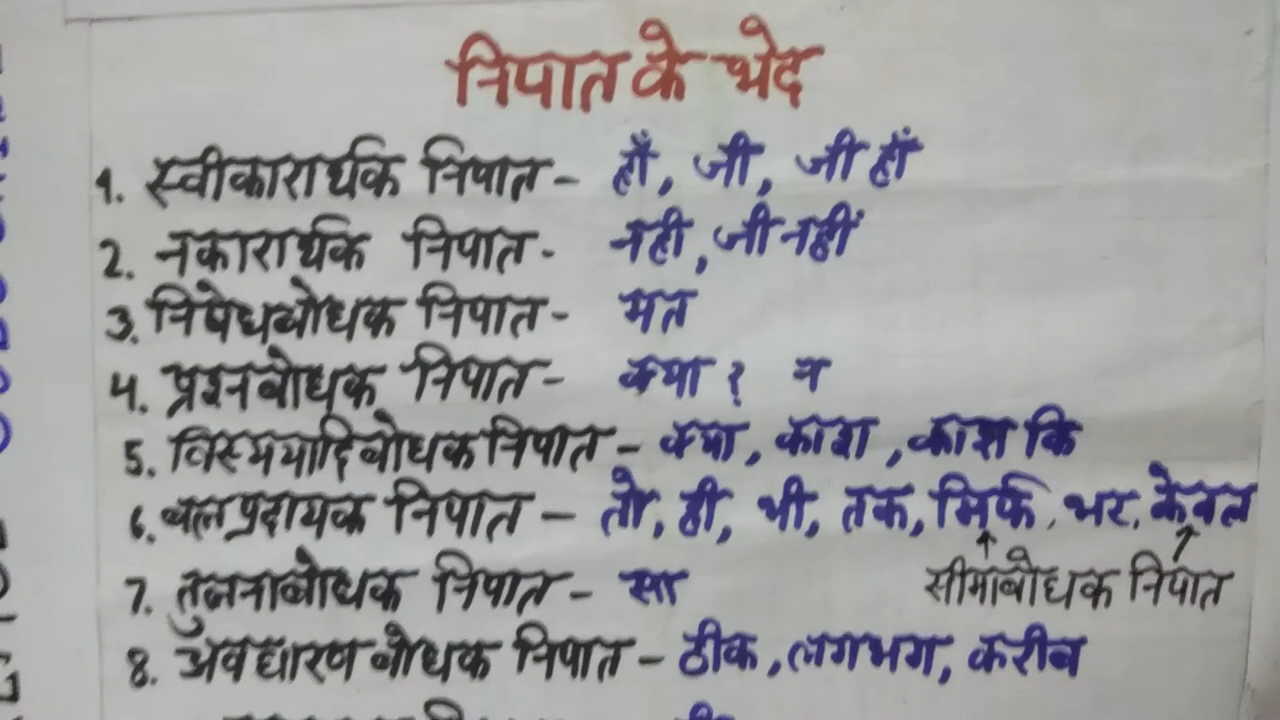 निपात के भेद
1. स्वीकारार्थक निपात - हाँ, जी, जी हाँ
2. नकारार्थक निपात - नही, जी नहीं
3. निषेधबोधक निपात - मत
4. प्रश्नबोधक निपात - क्या ? न
5. विस्मयादिबोधक निपात - क्या, काश, काश कि
6. बलप्रदायक निपात - तो, ही, भी, तक, सिर्फ, भर, केवल
सीमाबोधक निपात
7. तुलनाबोधक निपात - सा
8. अवधारणबोधक निपात - ठीक, लगभग, करीब